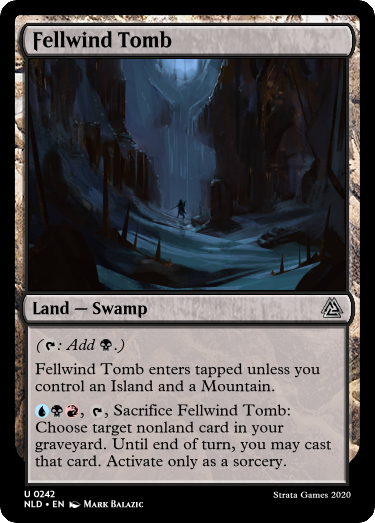 Fellwind Tomb
Land — Swamp
(: Add .)
Fellwind Tomb enters tapped unless you
control an Island and a Mountain.
, , Sacrifice Fellwind Tomb:
Choose target nonland card in your
graveyard. Until end of turn, you may cast
that card. Activate only as a sorcery.
U 0242
NLD • EN Mark Balazic
Strata Games 2020